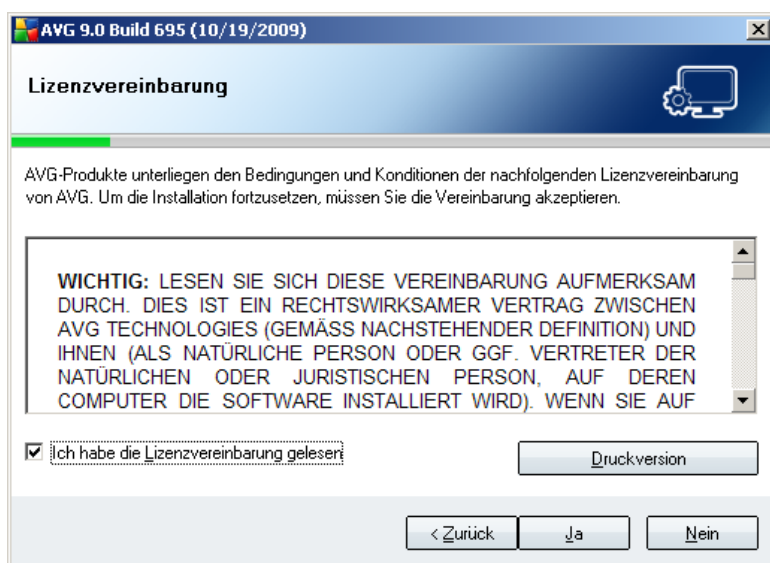 AVG 9.0 Build 695 (10/19/2009)
Lizenzvereinbarung
AVG-Produkte unterliegen den Bedingungen und Konditionen der nachfolgenden Lizenzvereinbarung
von AVG. Um die Installation fortzusetzen, müssen Sie die Vereinbarung akzeptieren.
WICHTIG: LESEN SIE SICH DIESE VEREINBARUNG AUFMERKSAM
DURCH. DIES IST EIN RECHTSWIRKSAMER VERTRAG ZWISCHEN
AVG TECHNOLOGIES (GEMÄSS NACHSTEHENDER DEFINITION) UND
IHNEN (ALS NATÜRLICHE PERSON ODER GGF. VERTRETER DER
NATÜRLICHEN ODER JURISTISCHEN PERSON, AUF DEREN
COMPUTER DIE SOFTWARE INSTALLIERT WIRD). WENN SIE AUF
Ich habe die Lizenzvereinbarung gelesen
Druckversion
< Zurück
Ja
Nein